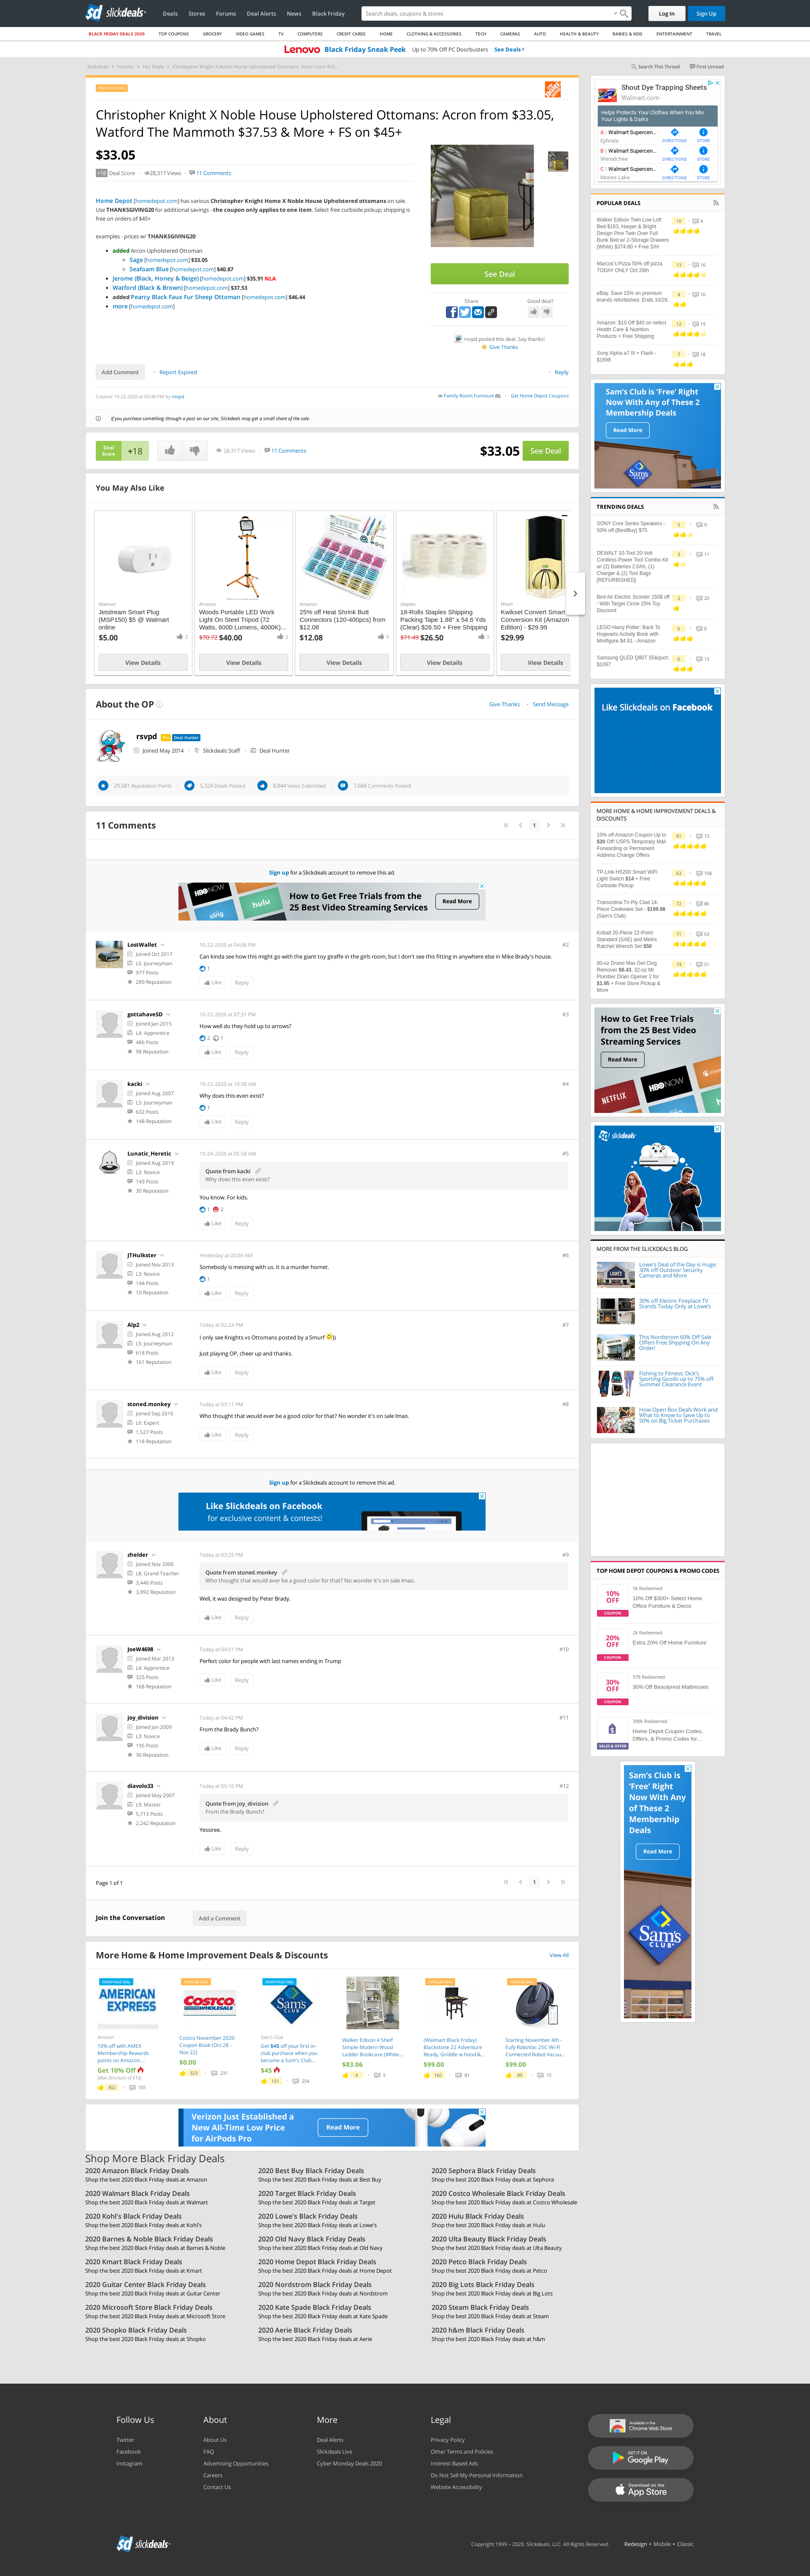 slickdeals
Deals Stores Forums Deal Alerts News Black Friday
Search deals, coupons & stores
Log In
Sign Up
BLACK FRIDAY DEALS 2020 TOP COUPONS GROCERY VIDEO GAMES TV COMPUTERS CREDIT CARDS HOME CLOTHING & ACCESSORIES TECH CAMERAS AUTO HEALTH & BEAUTY BABIES & KIDS ENTERTAINMENT TRAVEL
Lenovo Black Friday Sneak Peek Up to 70% Off PC Doorbusters See Deals
Slickdeals Forums Hot Deals Christopher Knight X Noble House Upholstered Ottomans: Acron from $33...
Search This Thread First Unread
Christopher Knight X Noble House Upholstered Ottomans: Acron from $33.05,
Watford The Mammoth $37.53 & More + FS on $45+
$33.05
+18 Deal Score 28,317 Views 11 Comments
Home Depot [homedepot.com] has various Christopher Knight Home X Noble House Upholstered ottomans on sale.
Use THANKSGIVING20 for additional savings - the coupon only applies to one item. Select free curbside pickup; shipping is
free on orders of $45+
examples - prices w/ THANKSGIVING20:
added Arcon Upholstered Ottoman
Sage [homedepot.com] $33.05
Seafoam Blue [homedepot.com] $40.87
Jerome (Black, Honey & Beige) [homedepot.com] $35.91 NLA
Watford (Black & Brown) [homedepot.com] $37.53
added Pearcy Black Faux Fur Sheep Ottoman [homedepot.com] $46.44
more [homedepot.com]
See Deal
Share
Good deal?
rsvpd posted this deal. Say thanks!
Give Thanks
Add Comment
Report Expired
Reply
Created 10-22-2020 at 03:48 PM by rsvpd
in Family Room Furniture (6) Get Home Depot Coupons
If you purchase something through a post on our site, Slickdeals may get a small share of the sale.
Deal
Score
+18
28,317 Views 11 Comments
$33.05
See Deal
You May Also Like
Walmart
Jetstream Smart Plug
(MSP150) $5 @ Walmart
online
$5.00
3
View Details
Amazon
Woods Portable LED Work
Light On Steel Tripod (72
Watts, 6000 Lumens, 4000K)...
$70.72 $40.00
2
View Details
Amazon
25% off Heat Shrink Butt
Connectors (120-400pcs) from
$12.08
$12.08
0
View Details
Staples
18-Rolls Staples Shipping
Packing Tape 1.88" x 54.6 Yds
(Clear) $26.50 + Free Shipping
$71.49 $26.50
3
View Details
Woot!
Kwikset Convert Smart
Edition) - $29.99
$29.99
View Details
About the OP
Give Thanks Send Message
rsvpd
Pro
Deal Hunter
Joined May 2014 Slickdeals Staff Deal Hunter
29,581 Reputation Points
5,324 Deals Posted
8,844 Votes Submitted
7,684 Comments Posted
11 Comments
1
Sign up for a Slickdeals account to remove this ad.
How to Get Free Trials from the
25 Best Video Streaming Services
Read More
LostWallet
Joined Oct 2017
L5: Journeyman
977 Posts
289 Reputation
10-22-2020 at 04:06 PM
#2
Can kinda see how this might go with the giant toy giraffe in the girls room, but I don't see this fitting in anywhere else in Mike Brady's house.
1
Like
Reply
gottahaveSD
Joined Jan 2015
L4: Apprentice
486 Posts
98 Reputation
10-22-2020 at 07:31 PM
#3
How well do they hold up to arrows?
2
1
Like
Reply
kacki
Joined Aug 2007
L5: Journeyman
632 Posts
148 Reputation
10-23-2020 at 10:38 AM
#4
Why does this even exist?
1
Like
Reply
Lunatic_Heretic
Joined Aug 2019
L3: Novice
143 Posts
30 Reputation
10-24-2020 at 05:58 AM
#5
Quote from kacki
Why does this even exist?
You know. For kids.
1
2
Like
Reply
JTHulkster
Joined Nov 2013
L3: Novice
144 Posts
10 Reputation
Yesterday at 05:00 AM
#6
Somebody is messing with us. It is a murder hornet.
1
Like
Reply
Alp2
Joined Aug 2012
L5: Journeyman
618 Posts
161 Reputation
Today at 02:24 PM
#7
I only see Knights vs Ottomans posted by a Smurf ))
Just playing OP, cheer up and thanks.
Like
Reply
stoned.monkey
Joined Sep 2016
L6: Expert
1,527 Posts
118 Reputation
Today at 03:11 PM
#8
Who thought that would ever be a good color for that? No wonder it's on sale lmao.
Like
Reply
Sign up for a Slickdeals account to remove this ad.
Like Slickdeals on Facebook
for exclusive content & contests!
zhelder
Joined Nov 2006
L8: Grand Teacher
3,446 Posts
3,992 Reputation
Today at 03:25 PM
#9
Quote from stoned.monkey
Who thought that would ever be a good color for that? No wonder it's on sale lmao.
Well, it was designed by Peter Brady.
Like
Reply
JoeW4698
Joined Mar 2013
L4: Apprentice
325 Posts
168 Reputation
Today at 04:01 PM
#10
Perfect color for people with last names ending in Trump
Like
Reply
joy_division
Joined Jan 2009
L3: Novice
195 Posts
30 Reputation
Today at 04:42 PM
#11
From the Brady Bunch?
Like
Reply
diavolo33
Joined May 2007
L9: Master
5,713 Posts
2,242 Reputation
Today at 05:10 PM
#12
Quote from joy_division
From the Brady Bunch?
Yessiree.
Like
Reply
Page 1 of 1
1
Join the Conversation
Add a Comment
More Home & Home Improvement Deals & Discounts
View All
AMERICAN
EXPRESS
Amazon
10% off with AMEX
Membership Rewards
points on Amazon...
Get 10% Off
(Max Discount of $10)
302 101
COSTCO
WHOLESALE
Costco November 2020
Coupon Book (Oct 28 -
Nov 22)
$0.00
323 231
Sam's Club
Get $45 off your first in-
club purchase when you
become a Sam's Club...
$45
131 254
Walker Edison 4 Shelf
Simple Modern Wood
Ladder Bookcase (White...
$83.06
4 5
(Walmart Black Friday)
Blackstone 22 Adventure
Ready, Griddle w hood &...
$99.00
160 81
Starting November 4th -
Eufy RoboVac 25C Wi-Fi
Connected Robot Vacuu...
$99.00
89 72
Verizon Just Established a
New All-Time Low Price
for AirPods Pro
Read More
Shop More Black Friday Deals
2020 Amazon Black Friday Deals
Shop the best 2020 Black Friday deals at Amazon
2020 Walmart Black Friday Deals
Shop the best 2020 Black Friday deals at Walmart
2020 Kohl's Black Friday Deals
Shop the best 2020 Black Friday deals at Kohl's
2020 Barnes & Noble Black Friday Deals
Shop the best 2020 Black Friday deals at Barnes & Noble
2020 Kmart Black Friday Deals
Shop the best 2020 Black Friday deals at Kmart
2020 Guitar Center Black Friday Deals
Shop the best 2020 Black Friday deals at Guitar Center
2020 Microsoft Store Black Friday Deals
Shop the best 2020 Black Friday deals at Microsoft Store
2020 Shopko Black Friday Deals
Shop the best 2020 Black Friday deals at Shopko
2020 Best Buy Black Friday Deals
Shop the best 2020 Black Friday deals at Best Buy
2020 Target Black Friday Deals
Shop the best 2020 Black Friday deals at Target
2020 Lowe's Black Friday Deals
Shop the best 2020 Black Friday deals at Lowe's
2020 Old Navy Black Friday Deals
Shop the best 2020 Black Friday deals at Old Navy
2020 Home Depot Black Friday Deals
Shop the best 2020 Black Friday deals at Home Depot
2020 Nordstrom Black Friday Deals
Shop the best 2020 Black Friday deals at Nordstrom
2020 Kate Spade Black Friday Deals
Shop the best 2020 Black Friday deals at Kate Spade
2020 Aerie Black Friday Deals
Shop the best 2020 Black Friday deals at Aerie
2020 Sephora Black Friday Deals
Shop the best 2020 Black Friday deals at Sephora
2020 Costco Wholesale Black Friday Deals
Shop the best 2020 Black Friday deals at Costco Wholesale
2020 Hulu Black Friday Deals
Shop the best 2020 Black Friday deals at Hulu
2020 Ulta Beauty Black Friday Deals
Shop the best 2020 Black Friday deals at Ulta Beauty
2020 Petco Black Friday Deals
Shop the best 2020 Black Friday deals at Petco
2020 Big Lots Black Friday Deals
Shop the best 2020 Black Friday deals at Big Lots
2020 Steam Black Friday Deals
Shop the best 2020 Black Friday deals at Steam
2020 h&m Black Friday Deals
Shop the best 2020 Black Friday deals at h&m
Shout Dye Trapping Sheets
Walmart.com
Helps Protects Your Clothes When You Mix
Your Lights & Darks
A : Walmart Supercen...
Ephrata
DIRECTIONS STORE
B : Walmart Supercen...
Wenatchee
DIRECTIONS STORE
C : Walmart Supercen...
Moses Lake
DIRECTIONS STORE
POPULAR DEALS
Walker Edison Twin Low Loft
Bed $163, Harper & Bright
Design Pine Twin Over Full
Bunk Bed w/ 2-Storage Drawers
(White) $374.80 + Free S/H
10 4
Marcos's Pizza 50% off pizza
TODAY ONLY Oct 26th
13 16
eBay. Save 15% on premium
brands refurbished. Ends 10/28.
4 10
Amazon: $10 Off $40 on select
Health Care & Nutrition
Products + Free Shipping
12 19
Sony Alpha a7 III + Flash -
$1698
7 18
Sam's Club is 'Free' Right
Now With Any of These 2
Membership Deals
Read More
TRENDING DEALS
SONY Core Series Speakers -
50% off (BestBuy) $75
5 9
DEWALT 10-Tool 20-Volt
Cordless Power Tool Combo Kit
w/ (2) Batteries 2.0Ah, (1)
Charger & (2) Tool Bags
[REFURBISHED]
3 11
Bird Air Electric Scooter 150$ off
: With Target Circle 25% Toy
Discount
2 20
LEGO Harry Potter: Back To
Hogwarts Activity Book with
Minifigure $4.81 - Amazon
6 0
Samsung QLED Q80T 55&quot;
$1097
6 13
Like Slickdeals on Facebook
MORE HOME & HOME IMPROVEMENT DEALS &
DISCOUNTS
10% off Amazon Coupon Up to
$20 Off! USPS Temporary Mail
Forwarding or Permanent
Address Change Offers
81 73
TP-Link HS200 Smart WiFi
Light Switch $14 + Free
Curbside Pickup
63 108
Tramontina Tri-Ply Clad 14-
Piece Cookware Set - $199.98
(Sam's Club)
72 86
Kobalt 20-Piece 12-Point
Standard (SAE) and Metric
Ratchet Wrench Set $50
71 63
80-oz Drano Max Gel Clog
Remover $6.43, 32-oz Mr
Plumber Drain Opener 2 for
$1.95 + Free Store Pickup &
More
74 51
How to Get Free Trials
from the 25 Best Video
Streaming Services
Read More
slickdeals
MORE FROM THE SLICKDEALS BLOG
Lowe's Deal of the Day is Huge:
30% off Outdoor Security
Cameras and More
30% off Electric Fireplace TV
Stands Today Only at Lowe's
This Nordstrom 60% Off Sale
Offers Free Shipping On Any
Order!
Fishing to Fitness: Dick's
Sporting Goods up to 75% off
Summer Clearance Event
How Open Box Deals Work and
What to Know to Save Up to
50% on Big Ticket Purchases
TOP HOME DEPOT COUPONS & PROMO CODES
10%
OFF
COUPON
5k Redeemed
10% Off $300+ Select Home
Office Furniture & Decor
20%
OFF
COUPON
2k Redeemed
Extra 20% Off Home Furniture
30%
OFF
COUPON
578 Redeemed
30% Off Beautyrest Mattresses
SALES & OFFER
399k Redeemed
Home Depot Coupon Codes,
Offers, & Promo Codes for...
Sam's Club is
'Free' Right
Now With Any
of These 2
Membership
Deals
Read More
Sam's
CLUB
Follow Us
Twitter
Facebook
Instagram
About
About Us
FAQ
Advertising Opportunities
Careers
Contact Us
More
Deal Alerts
Slickdeals Live
Cyber Monday Deals 2020
Legal
Privacy Policy
Other Terms and Policies
Interest-Based Ads
Do Not Sell My Personal Information
Website Accessibility
Available in the
Chrome Web Store
GET IT ON
Google Play
Download on the
App Store
slickdeals
Copyright 1999 - 2020. Slickdeals, LLC. All Rights Reserved.
Redesign • Mobile • Classic